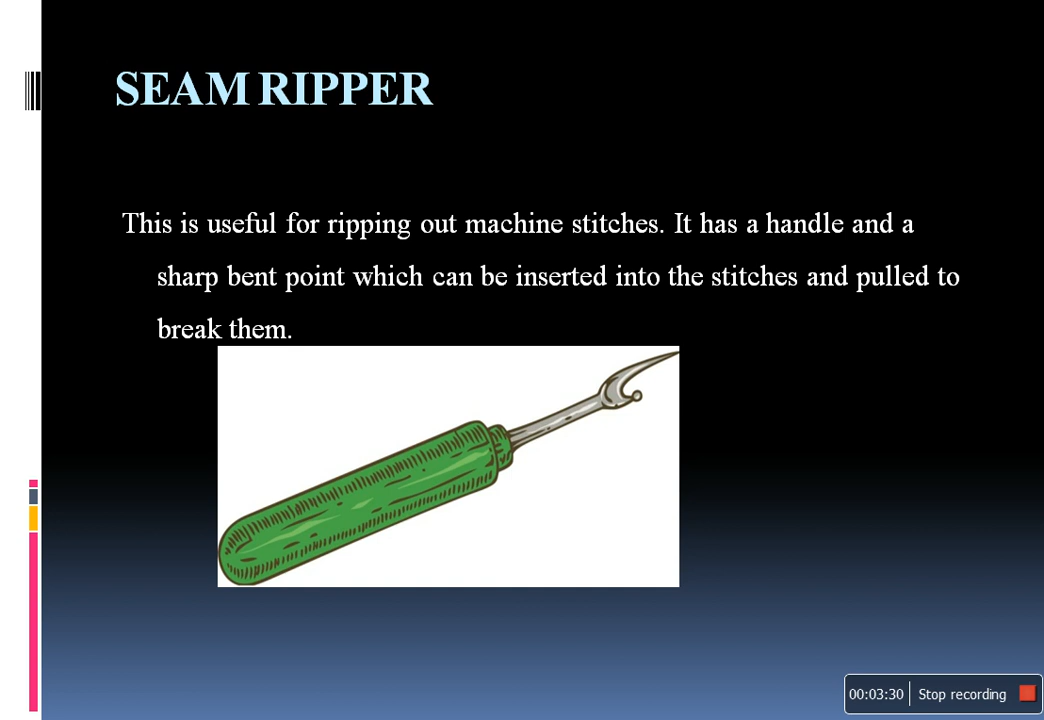 SEAM RIPPER
This is useful for ripping out machine stitches. It has a handle and a
sharp bent point which can be inserted into the stitches and pulled to
break them.
00:03:30 Stop recording